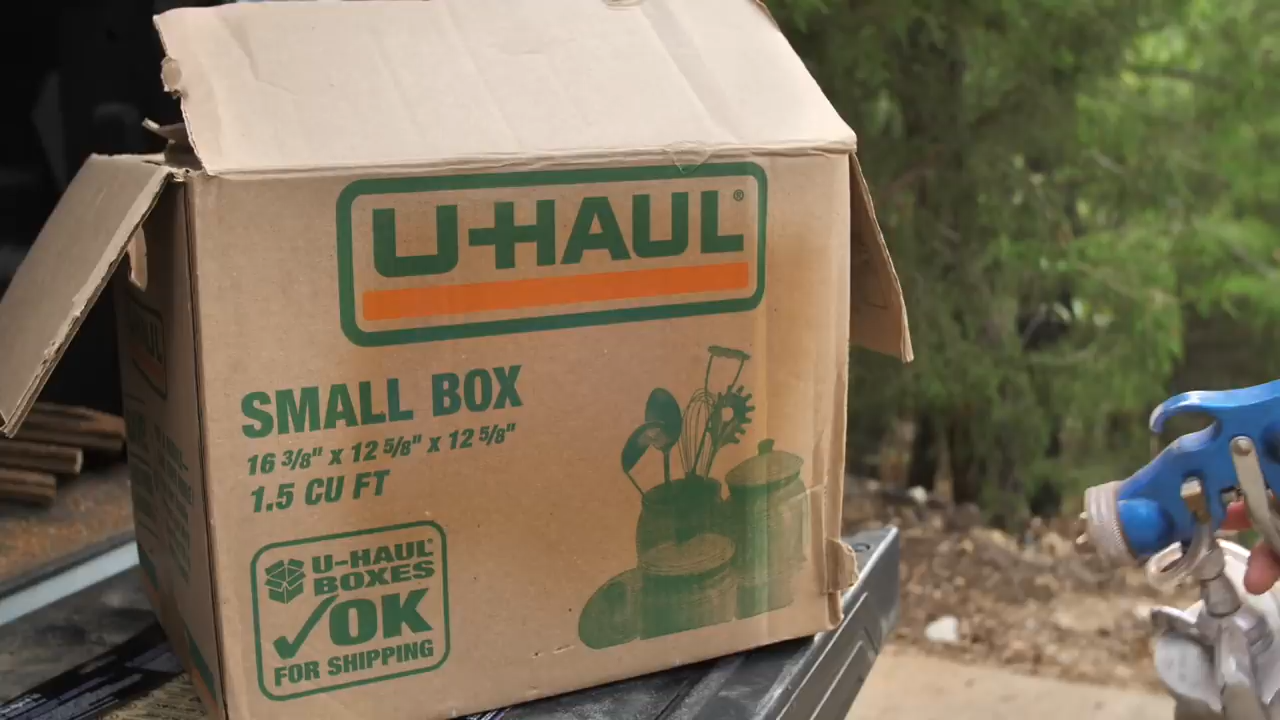 U-HAUL®
SMALL BOX
16 3/8" x 12 5/8" x 12 5/8"
1.5 CU FT
U-HAUL®
BOXES
✓OK
FOR SHIPPING
HAUL